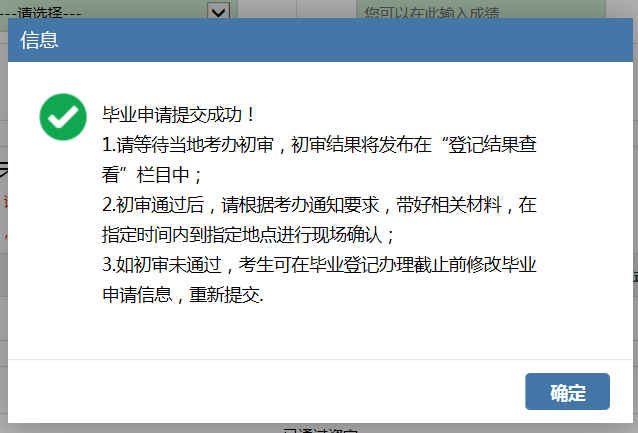 ---请选择---
您可以在此输入成绩
信息
毕业申请提交成功！
1.请等待当地考办初审，初审结果将发布在“登记结果查
看”栏目中；
2.初审通过后，请根据考办通知要求，带好相关材料，在
指定时间内到指定地点进行现场确认；
3.如初审未通过，考生可在毕业登记办理截止前修改毕业
申请信息，重新提交.
确定